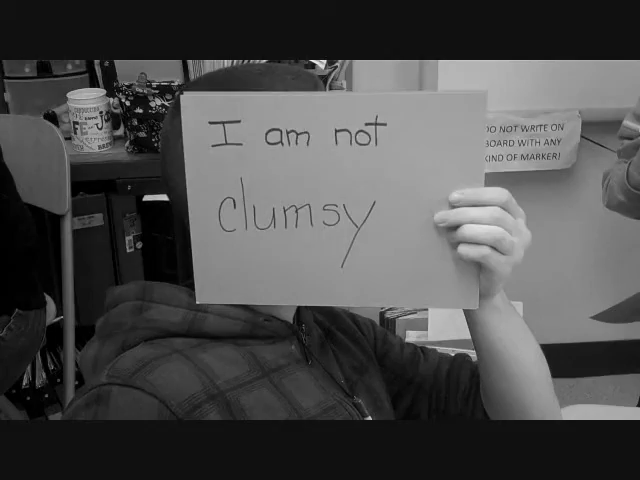 I am not
clumsy
DO NOT WRITE ON
BOARD WITH ANY
KIND OF MARKER!